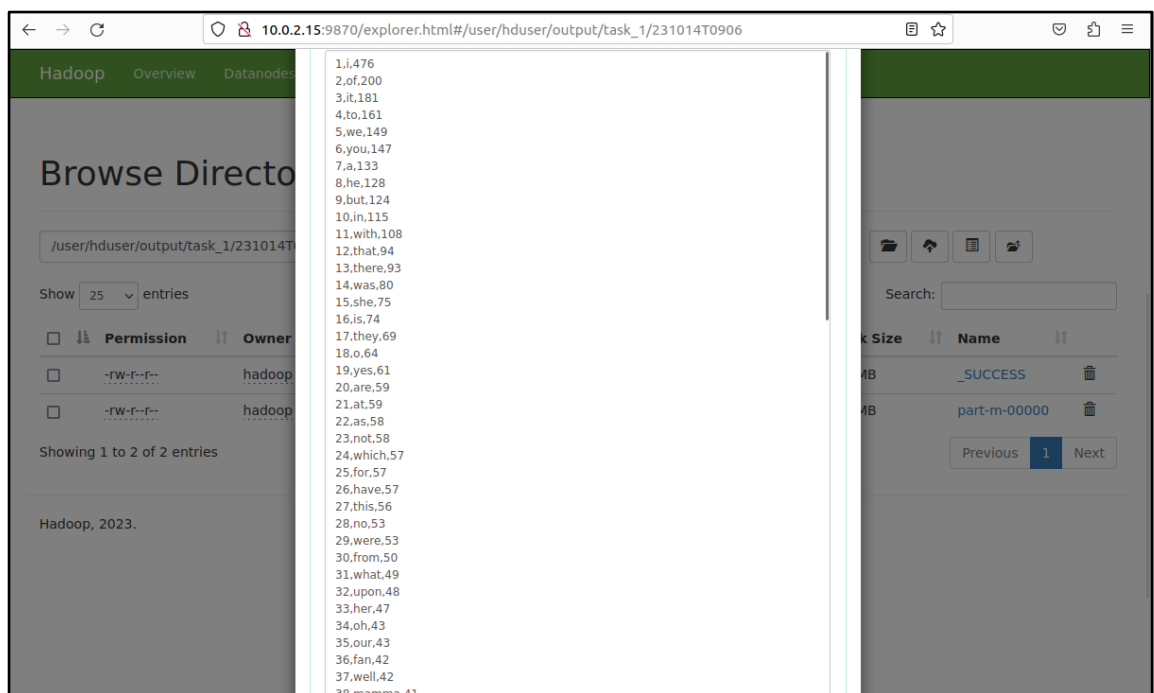 10.0.2.15:9870/explorer.html#/user/hduser/output/task_1/231014T0906
Hadoop Overview Datanodes
Browse Directo
/user/hduser/output/task_1/231014T
Show 25 entries
Search:
Permission Owner k Size Name
-rw-r--r-- hadoop MB _SUCCESS
-rw-r--r-- hadoop MB part-m-00000
Showing 1 to 2 of 2 entries
Previous 1 Next
Hadoop, 2023.
1,i,476
2,of,200
3,it,181
4,to,161
5,we,149
6,you,147
7,a,133
8,he,128
9,but,124
10,in,115
11,with,108
12,that,94
13,there,93
14,was,80
15,she,75
16,is,74
17,they,69
18,o,64
19,yes,61
20,are,59
21,at,59
22,as,58
23,not,58
24,which,57
25,for,57
26,have,57
27,this,56
28,no,53
29,were,53
30,from,50
31,what,49
32,upon,48
33,her,47
34,oh,43
35,our,43
36,fan,42
37,well,42
38,mamma,41